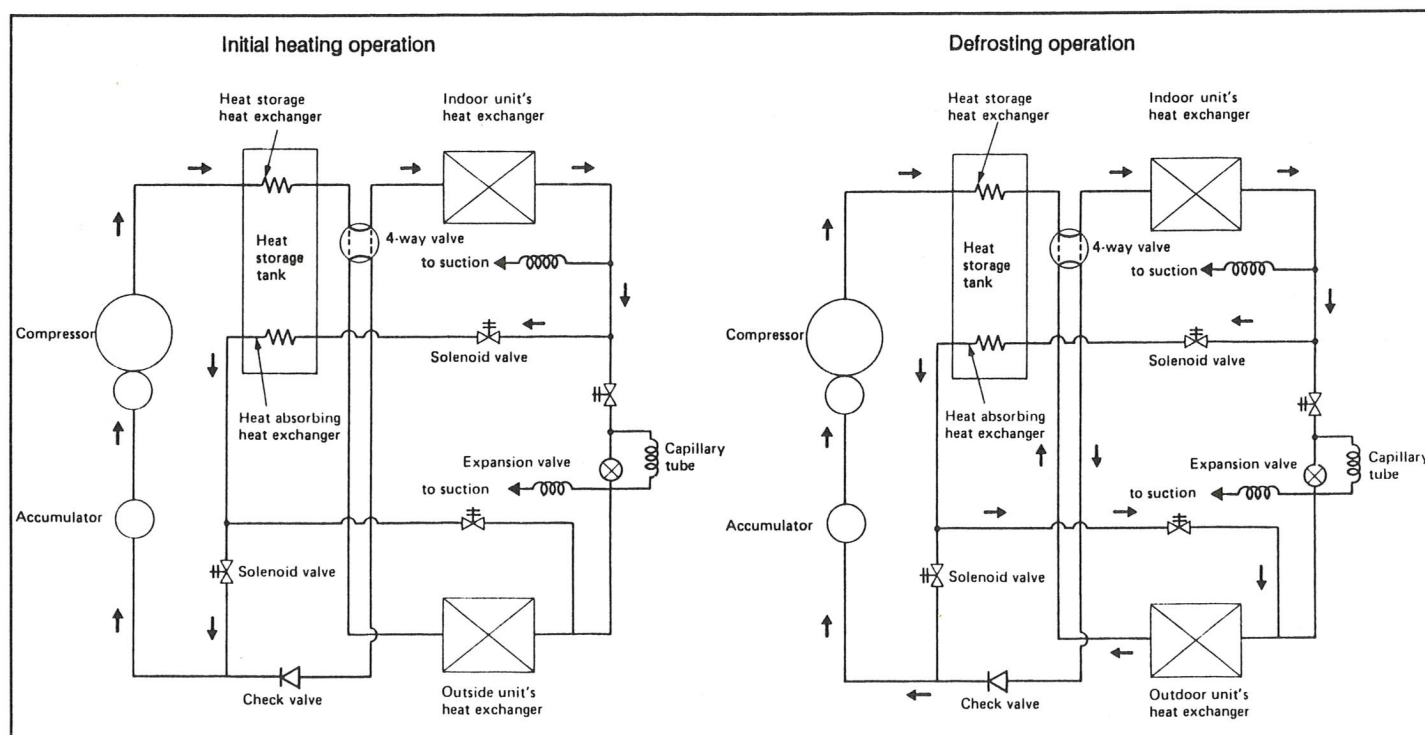 Initial heating operation
Heat storage
heat exchanger
Indoor unit's
heat exchanger
4-way valve
Heat
storage
tank
to suction
Compressor
Solenoid valve
Heat absorbing
heat exchanger
Expansion valve
Capillary
tube
to suction
Accumulator
Solenoid valve
Check valve
Outside unit's
heat exchanger
Defrosting operation
Heat storage
heat exchanger
Indoor unit's
heat exchanger
4-way valve
Heat
storage
tank
to suction
Compressor
Solenoid valve
Heat absorbing
heat exchanger
Expansion valve
Capillary
tube
to suction
Accumulator
Solenoid valve
Check valve
Outdoor unit's
heat exchanger